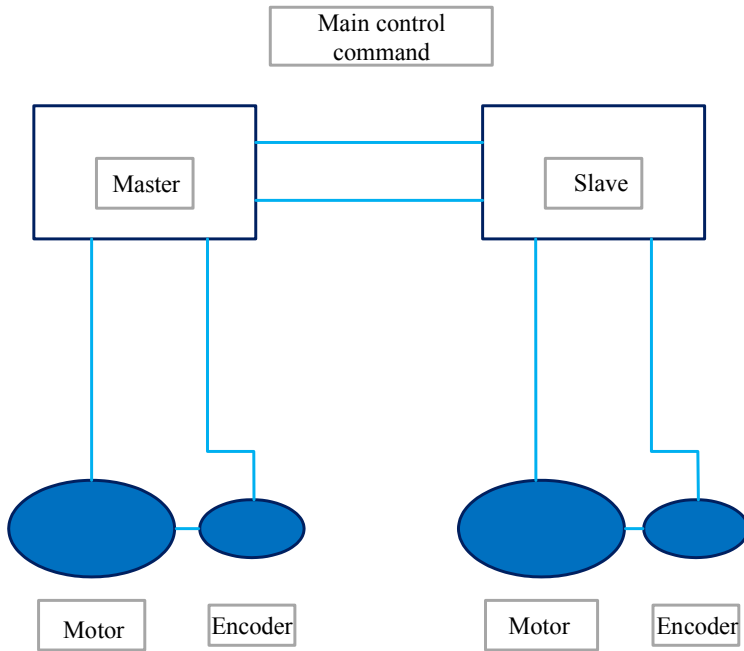 Main control
command
Master
Slave
Motor
Encoder
Motor
Encoder